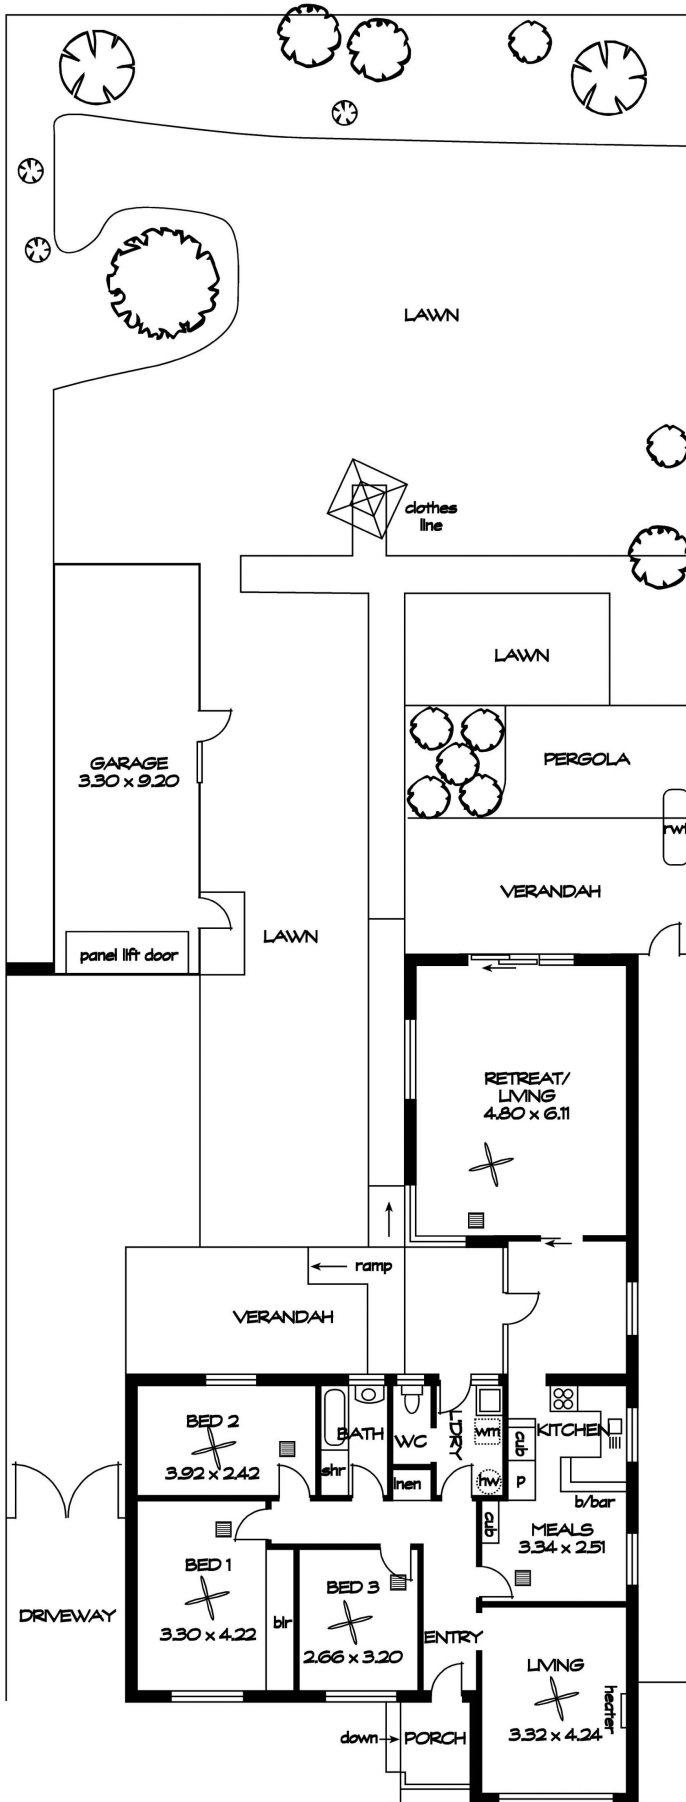 LAWN
clothes
line
LAWN
GARAGE
3.30 x 9.20
PERGOLA
VERANDAH
LAWN
panel lift door
RETREAT/
LIVING
4.80 x 6.11
ramp
VERANDAH
BED 2
3.92 x 2.42
BATH
shr
WC
linen
LDRY
wm
hw
KITCHEN
cub
P
b/bar
cub
MEALS
3.34 x 2.51
BED 1
3.30 x 4.22
bir
BED 3
2.66 x 3.20
DRIVEWAY
ENTRY
LIVING
3.32 x 4.24
heater
down
PORCH